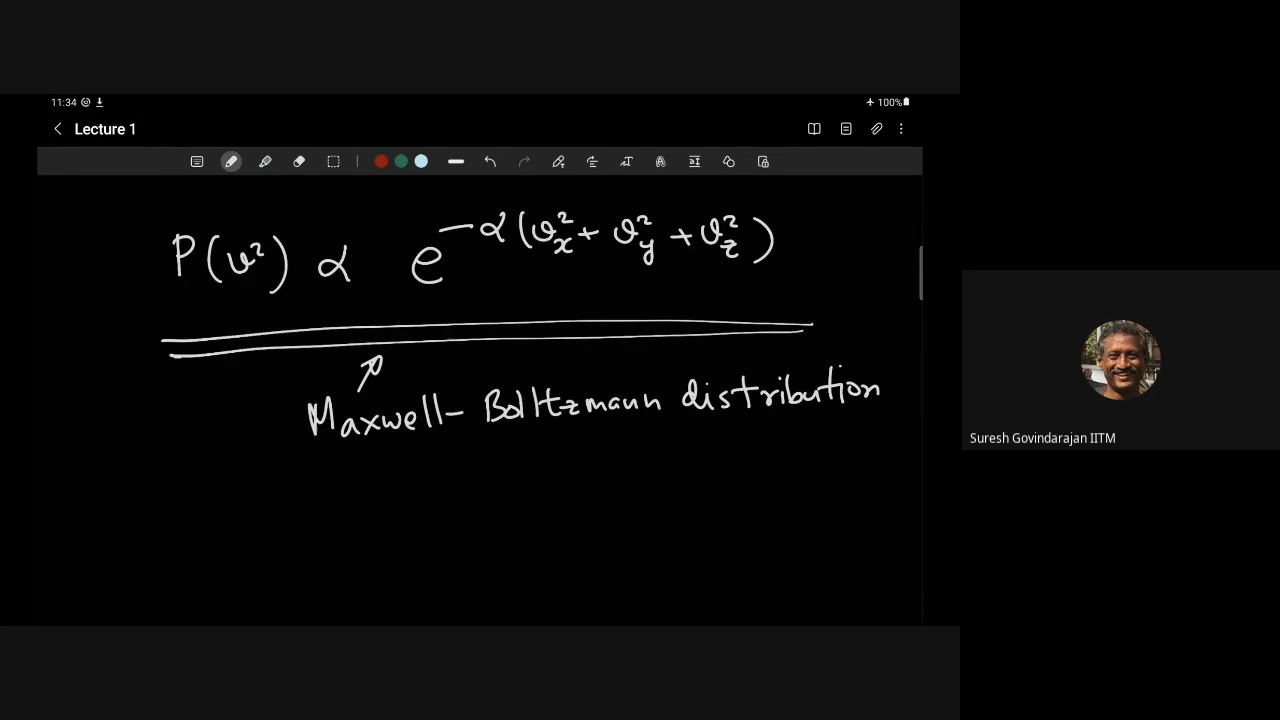 11:34 100%
Lecture 1
P(v²) ∝ e^{-α(v_x² + v_y² + v_z²)}
Maxwell- Boltzmann distribution
Suresh Govindarajan IITM